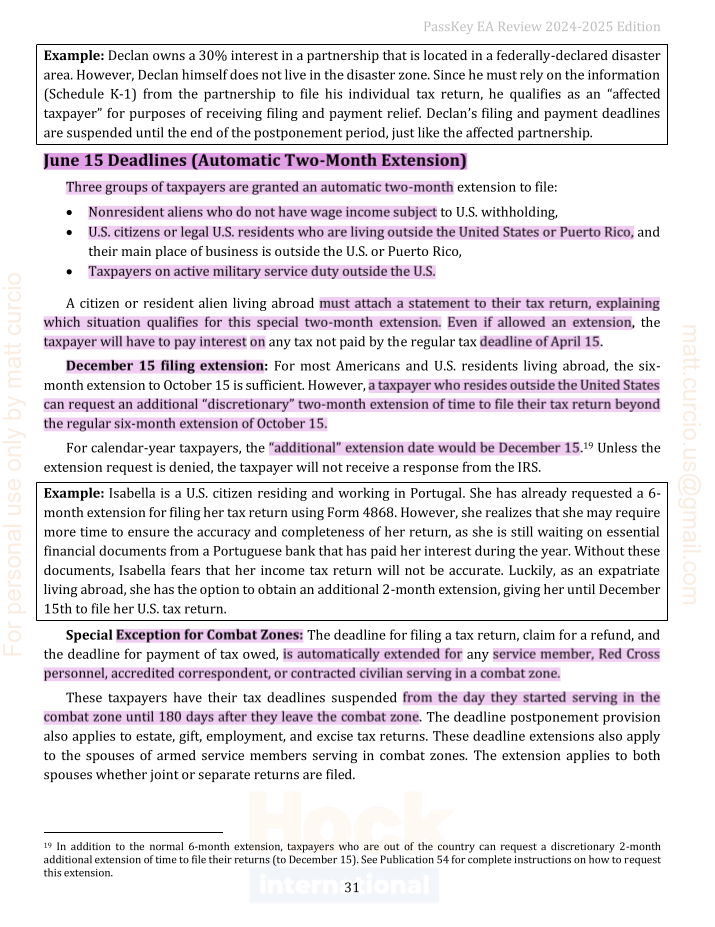 PassKey EA Review 2024-2025 Edition
Example: Declan owns a 30% interest in a partnership that is located in a federally-declared disaster
area. However, Declan himself does not live in the disaster zone. Since he must rely on the information
(Schedule K-1) from the partnership to file his individual tax return, he qualifies as an “affected
taxpayer” for purposes of receiving filing and payment relief. Declan’s filing and payment deadlines
are suspended until the end of the postponement period, just like the affected partnership.
June 15 Deadlines (Automatic Two-Month Extension)
Three groups of taxpayers are granted an automatic two-month extension to file:
• Nonresident aliens who do not have wage income subject to U.S. withholding,
• U.S. citizens or legal U.S. residents who are living outside the United States or Puerto Rico, and
their main place of business is outside the U.S. or Puerto Rico,
• Taxpayers on active military service duty outside the U.S.
A citizen or resident alien living abroad must attach a statement to their tax return, explaining
which situation qualifies for this special two-month extension. Even if allowed an extension, the
taxpayer will have to pay interest on any tax not paid by the regular tax deadline of April 15.
December 15 filing extension: For most Americans and U.S. residents living abroad, the six-
month extension to October 15 is sufficient. However, a taxpayer who resides outside the United States
can request an additional “discretionary” two-month extension of time to file their tax return beyond
the regular six-month extension of October 15.
For calendar-year taxpayers, the “additional” extension date would be December 15.19 Unless the
extension request is denied, the taxpayer will not receive a response from the IRS.
Example: Isabella is a U.S. citizen residing and working in Portugal. She has already requested a 6-
month extension for filing her tax return using Form 4868. However, she realizes that she may require
more time to ensure the accuracy and completeness of her return, as she is still waiting on essential
financial documents from a Portuguese bank that has paid her interest during the year. Without these
documents, Isabella fears that her income tax return will not be accurate. Luckily, as an expatriate
living abroad, she has the option to obtain an additional 2-month extension, giving her until December
15th to file her U.S. tax return.
Special Exception for Combat Zones: The deadline for filing a tax return, claim for a refund, and
the deadline for payment of tax owed, is automatically extended for any service member, Red Cross
personnel, accredited correspondent, or contracted civilian serving in a combat zone.
These taxpayers have their tax deadlines suspended from the day they started serving in the
combat zone until 180 days after they leave the combat zone. The deadline postponement provision
also applies to estate, gift, employment, and excise tax returns. These deadline extensions also apply
to the spouses of armed service members serving in combat zones. The extension applies to both
spouses whether joint or separate returns are filed.
19 In addition to the normal 6-month extension, taxpayers who are out of the country can request a discretionary 2-month
additional extension of time to file their returns (to December 15). See Publication 54 for complete instructions on how to request
this extension.
31
Hock
international
For personal use only by matt curcio
matt.curcio.us@gmail.com